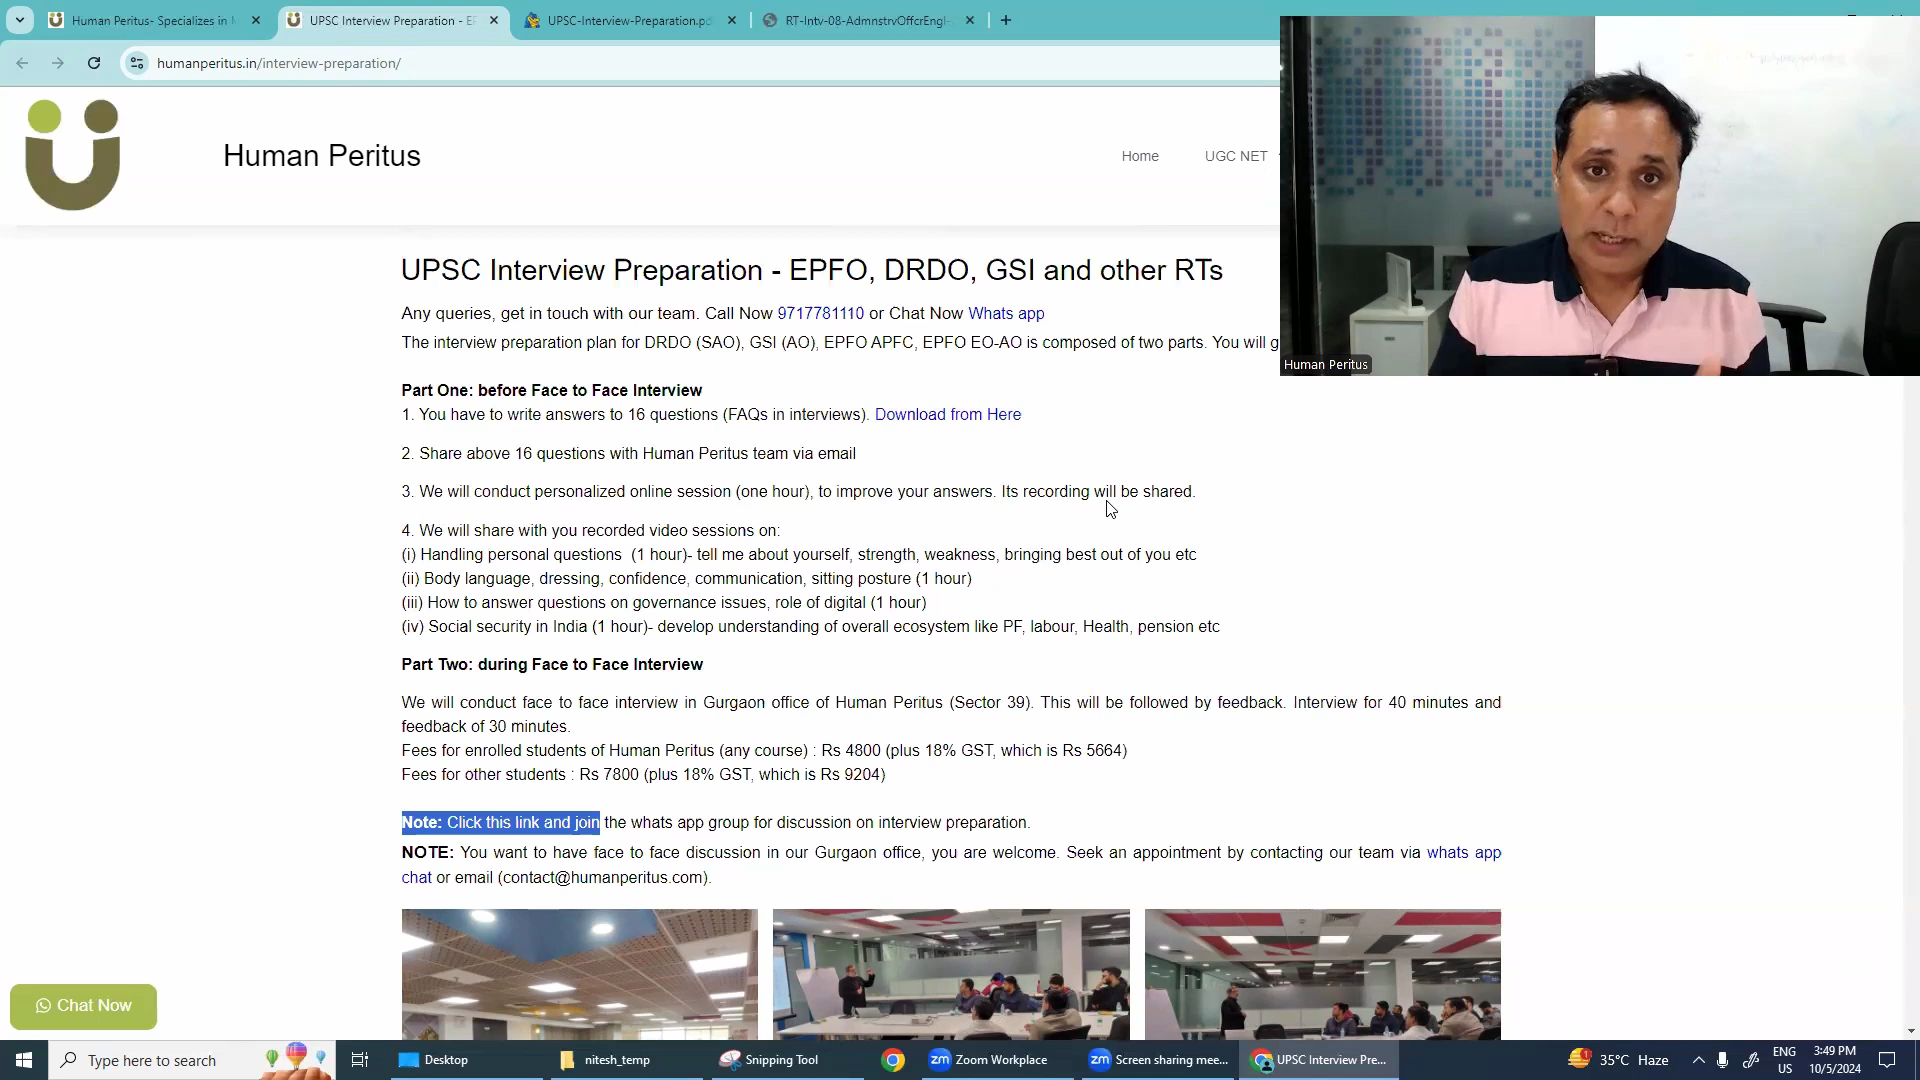 Human Peritus- Specializes in
UPSC Interview Preparation - EP
UPSC-Interview-Preparation.pd
RT-Intv-08-AdmnstrvOffcrEngl-
humanperitus.in/interview-preparation/
Human Peritus
Home
UGC NET
Human Peritus
UPSC Interview Preparation - EPFO, DRDO, GSI and other RTs
Any queries, get in touch with our team. Call Now 9717781110 or Chat Now Whats app
The interview preparation plan for DRDO (SAO), GSI (AO), EPFO APFC, EPFO EO-AO is composed of two parts. You will g
Part One: before Face to Face Interview
1. You have to write answers to 16 questions (FAQs in interviews). Download from Here
2. Share above 16 questions with Human Peritus team via email
3. We will conduct personalized online session (one hour), to improve your answers. Its recording will be shared.
4. We will share with you recorded video sessions on:
(i) Handling personal questions (1 hour)- tell me about yourself, strength, weakness, bringing best out of you etc
(ii) Body language, dressing, confidence, communication, sitting posture (1 hour)
(iii) How to answer questions on governance issues, role of digital (1 hour)
(iv) Social security in India (1 hour)- develop understanding of overall ecosystem like PF, labour, Health, pension etc
Part Two: during Face to Face Interview
We will conduct face to face interview in Gurgaon office of Human Peritus (Sector 39). This will be followed by feedback. Interview for 40 minutes and
feedback of 30 minutes.
Fees for enrolled students of Human Peritus (any course) : Rs 4800 (plus 18% GST, which is Rs 5664)
Fees for other students : Rs 7800 (plus 18% GST, which is Rs 9204)
Note: Click this link and join the whats app group for discussion on interview preparation.
NOTE: You want to have face to face discussion in our Gurgaon office, you are welcome. Seek an appointment by contacting our team via whats app
chat or email (contact@humanperitus.com).
Chat Now
Type here to search
Desktop
nitesh_temp
Snipping Tool
zm Zoom Workplace
zm Screen sharing mee...
UPSC Interview Pre...
1
35°C Haze
ENG
US
3:49 PM
10/5/2024